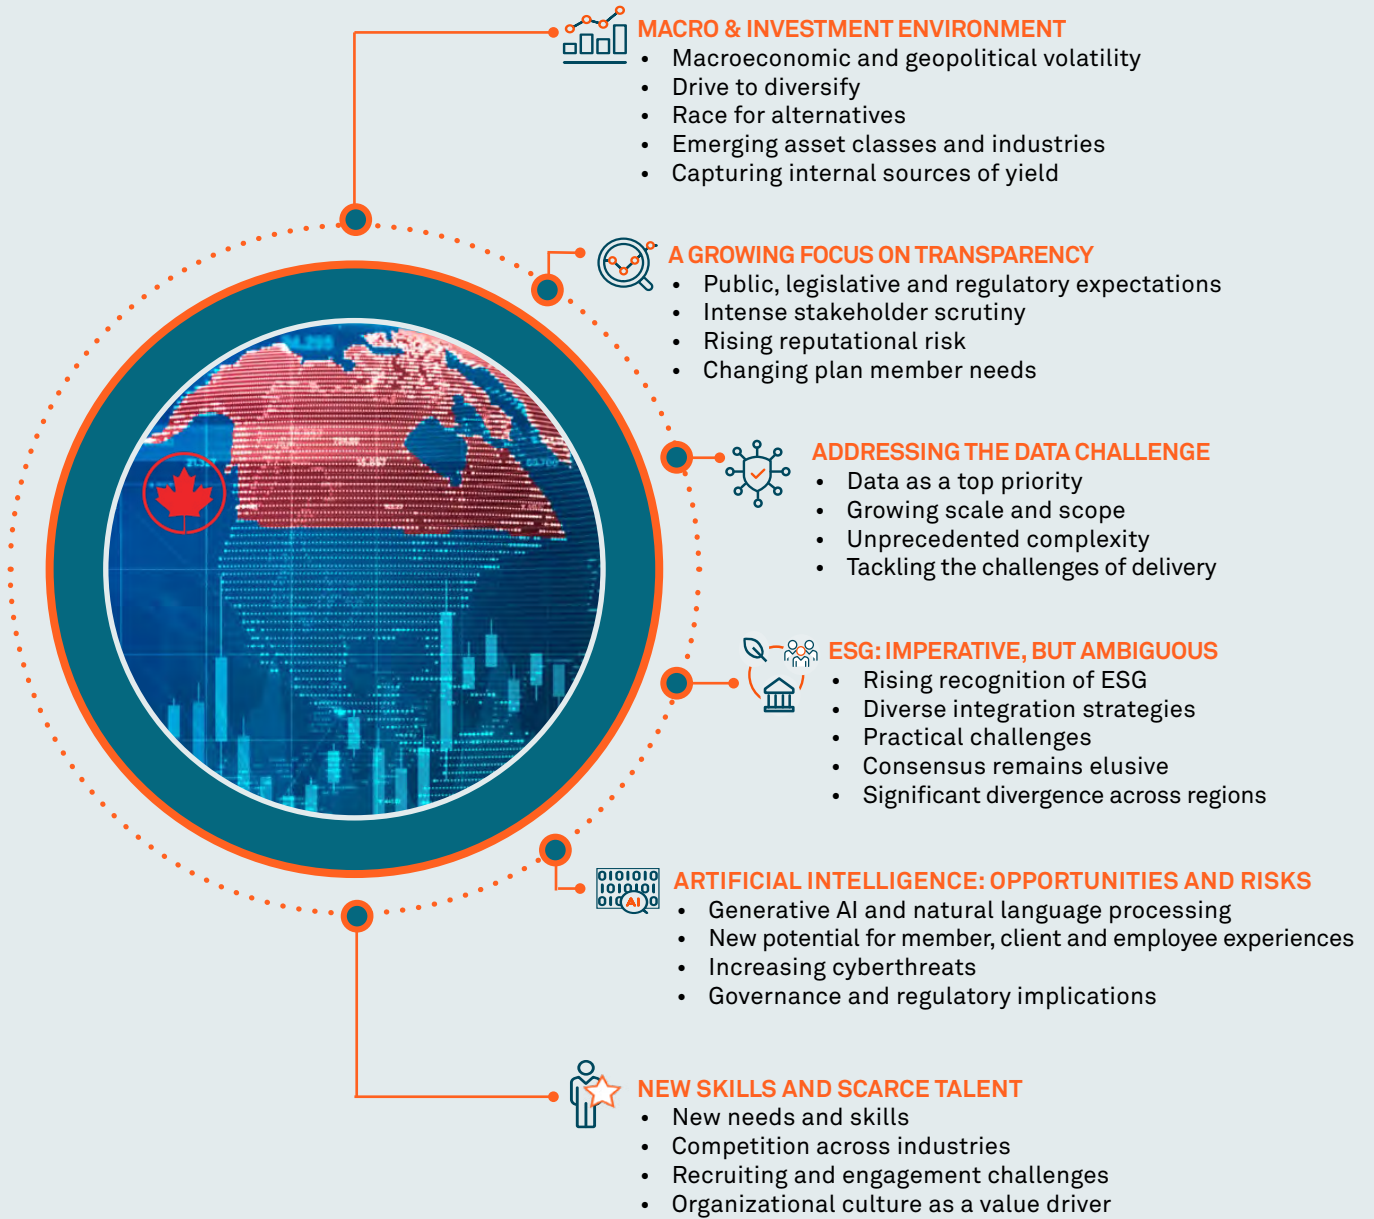 MACRO & INVESTMENT ENVIRONMENT
• Macroeconomic and geopolitical volatility
• Drive to diversify
• Race for alternatives
• Emerging asset classes and industries
• Capturing internal sources of yield
A GROWING FOCUS ON TRANSPARENCY
• Public, legislative and regulatory expectations
• Intense stakeholder scrutiny
• Rising reputational risk
• Changing plan member needs
ADDRESSING THE DATA CHALLENGE
• Data as a top priority
• Growing scale and scope
• Unprecedented complexity
• Tackling the challenges of delivery
ESG: IMPERATIVE, BUT AMBIGUOUS
• Rising recognition of ESG
• Diverse integration strategies
• Practical challenges
• Consensus remains elusive
• Significant divergence across regions
0101010
1010101
010 AI 0
ARTIFICIAL INTELLIGENCE: OPPORTUNITIES AND RISKS
• Generative AI and natural language processing
• New potential for member, client and employee experiences
• Increasing cyberthreats
• Governance and regulatory implications
NEW SKILLS AND SCARCE TALENT
• New needs and skills
• Competition across industries
• Recruiting and engagement challenges
• Organizational culture as a value driver